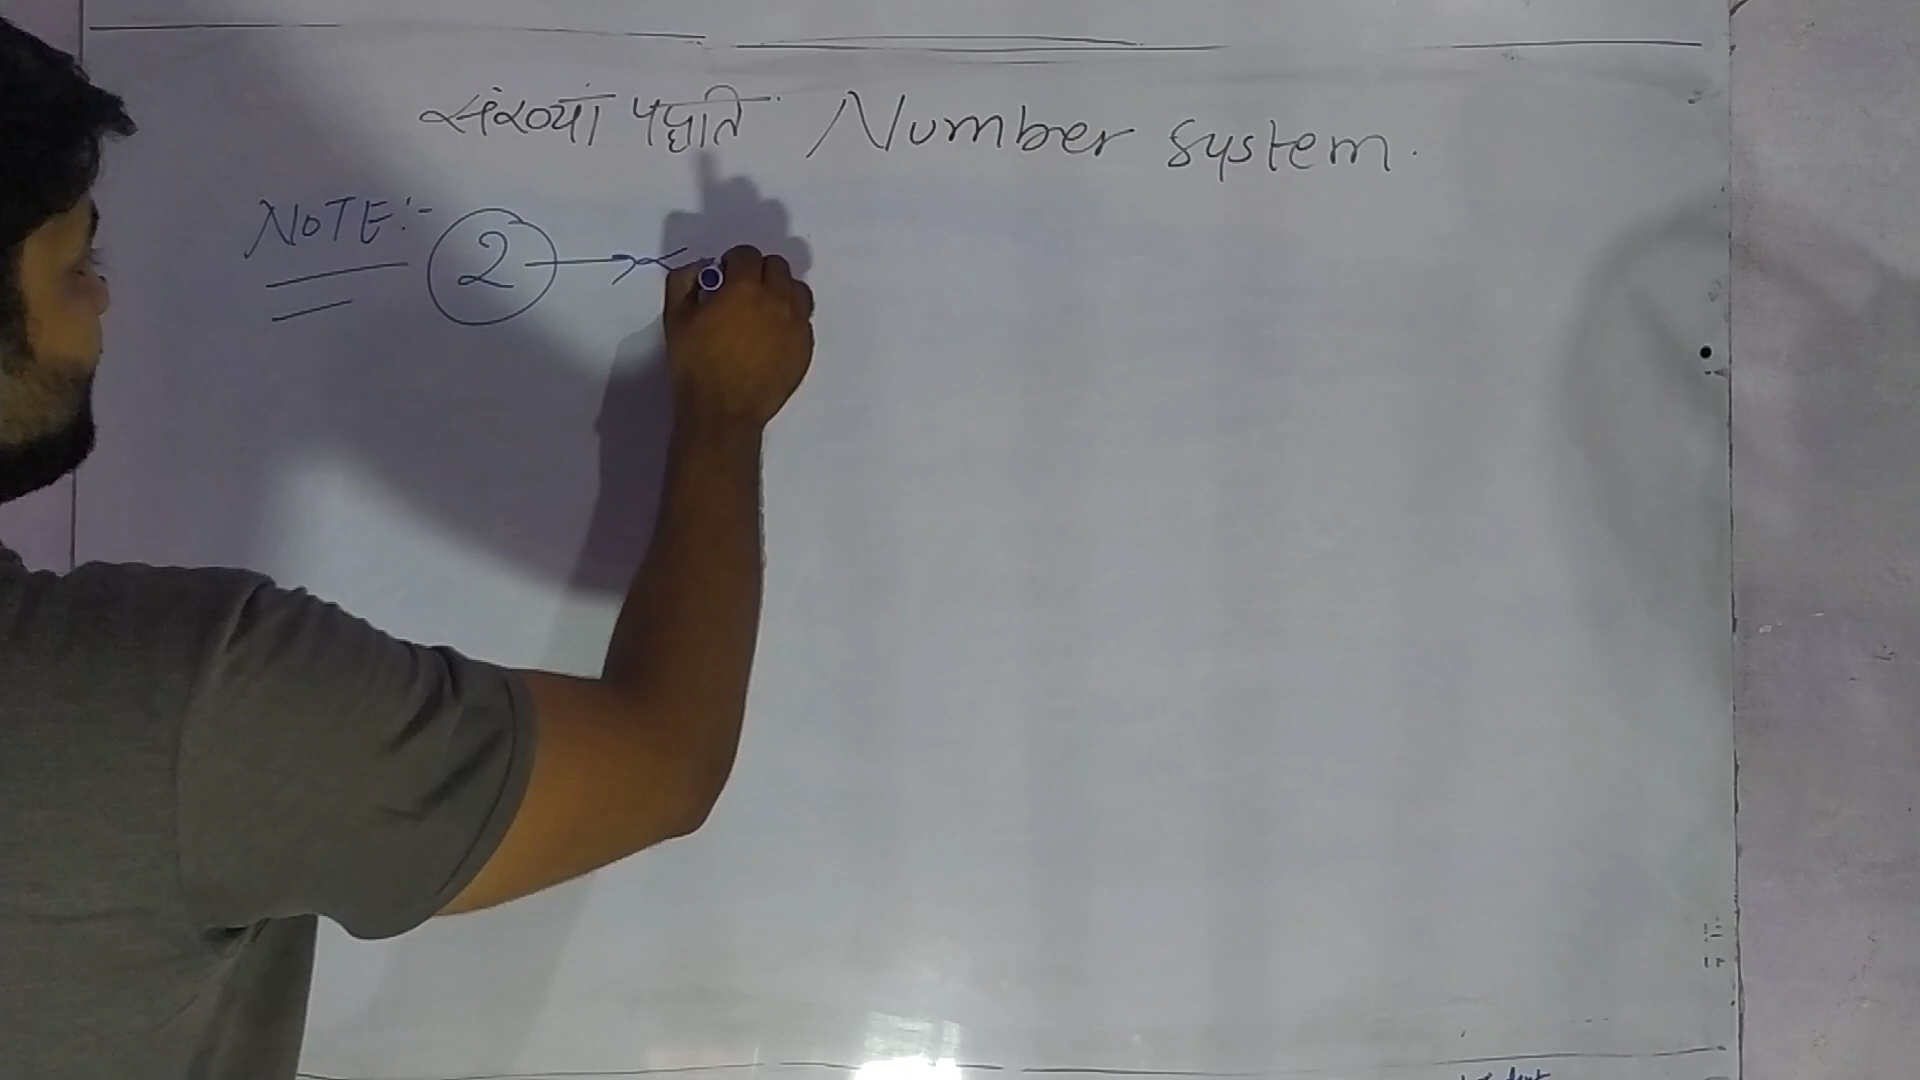 संख्या पद्धति Number system.
NOTE:- 2 →